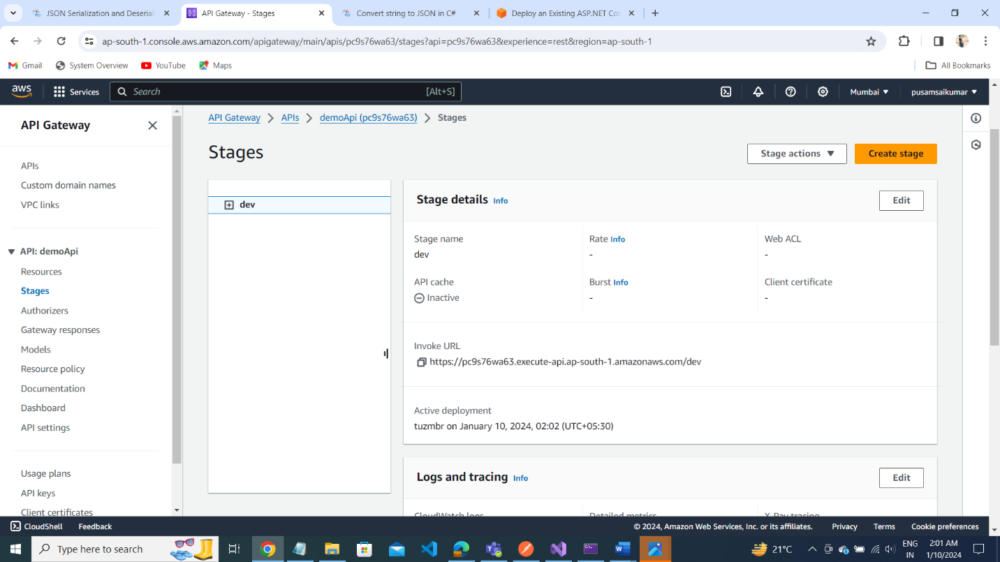 JSON Serialization and Deserial
API Gateway - Stages
Convert string to JSON in C#
Deploy an Existing ASP.NET Cor
ap-south-1.console.aws.amazon.com/apigateway/main/apis/pc9s76wa63/stages?api=pc9s76wa63&experience=rest&region=ap-south-1
Gmail
System Overview
YouTube
Maps
All Bookmarks
aws
Services
Search
[Alt+S]
Mumbai
pusamsaikumar
API Gateway
APIs
Custom domain names
VPC links
API: demoApi
Resources
Stages
Authorizers
Gateway responses
Models
Resource policy
Documentation
Dashboard
API settings
Usage plans
API keys
Client certificates
API Gateway
APIs
demoApi (pc9s76wa63)
Stages
Stages
Stage actions
Create stage
dev
Stage details Info
Edit
Stage name
dev
Rate Info
-
Web ACL
-
API cache
Inactive
Burst Info
-
Client certificate
-
Invoke URL
https://pc9s76wa63.execute-api.ap-south-1.amazonaws.com/dev
Active deployment
tuzmbr on January 10, 2024, 02:02 (UTC+05:30)
Logs and tracing Info
Edit
CloudWatch logs
Detailed metrics
X-Ray tracing
CloudShell
Feedback
© 2024, Amazon Web Services, Inc. or its affiliates.
Privacy
Terms
Cookie preferences
Type here to search
21°C
ENG
IN
2:01 AM
1/10/2024